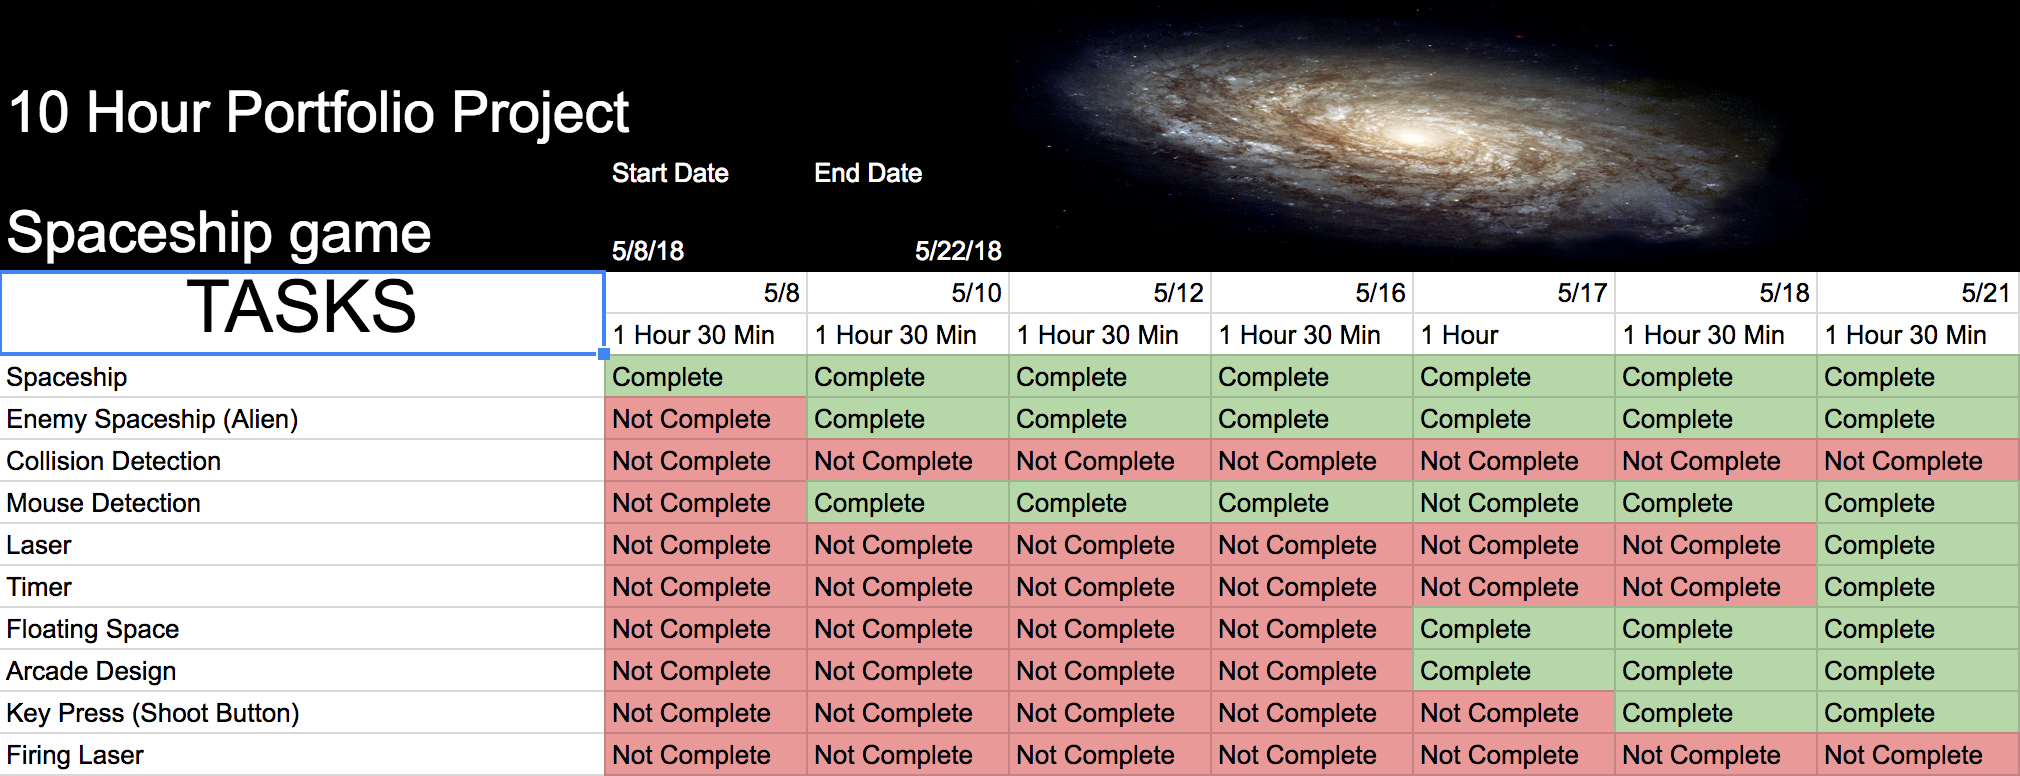 10 Hour Portfolio Project
Start Date End Date
Spaceship game 5/8/18 5/22/18
TASKS 5/8 5/10 5/12 5/16 5/17 5/18 5/21
1 Hour 30 Min 1 Hour 30 Min 1 Hour 30 Min 1 Hour 30 Min 1 Hour 1 Hour 30 Min 1 Hour 30 Min
Spaceship Complete Complete Complete Complete Complete Complete Complete
Enemy Spaceship (Alien) Not Complete Complete Complete Complete Complete Complete Complete
Collision Detection Not Complete Not Complete Not Complete Not Complete Not Complete Not Complete Not Complete
Mouse Detection Not Complete Complete Complete Complete Not Complete Complete Complete
Laser Not Complete Not Complete Not Complete Not Complete Not Complete Not Complete Complete
Timer Not Complete Not Complete Not Complete Not Complete Not Complete Not Complete Complete
Floating Space Not Complete Not Complete Not Complete Not Complete Complete Complete Complete
Arcade Design Not Complete Not Complete Not Complete Not Complete Complete Complete Complete
Key Press (Shoot Button) Not Complete Not Complete Not Complete Not Complete Not Complete Complete Complete
Firing Laser Not Complete Not Complete Not Complete Not Complete Not Complete Not Complete Not Complete